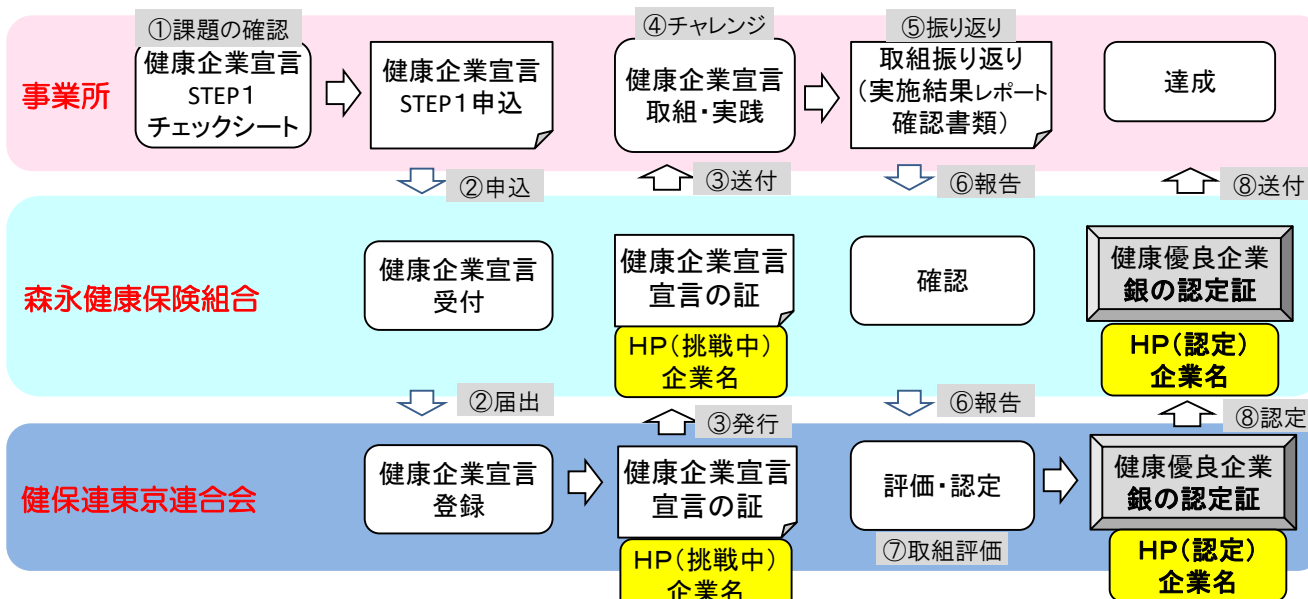 ①課題の確認
健康企業宣言
STEP1
チェックシート
健康企業宣言
STEP1申込
④チャレンジ
健康企業宣言
取組・実践
⑤振り返り
取組振り返り
(実施結果レポート
確認書類)
達成
事業所
②申込
③送付
⑥報告
⑧送付
森永健康保険組合
健康企業宣言
受付
健康企業宣言
宣言の証
HP(挑戦中)
企業名
確認
健康優良企業
銀の認定証
HP(認定)
企業名
②届出
③発行
⑥報告
⑧認定
健保連東京連合会
健康企業宣言
登録
健康企業宣言
宣言の証
HP(挑戦中)
企業名
評価・認定
⑦取組評価
健康優良企業
銀の認定証
HP(認定)
企業名